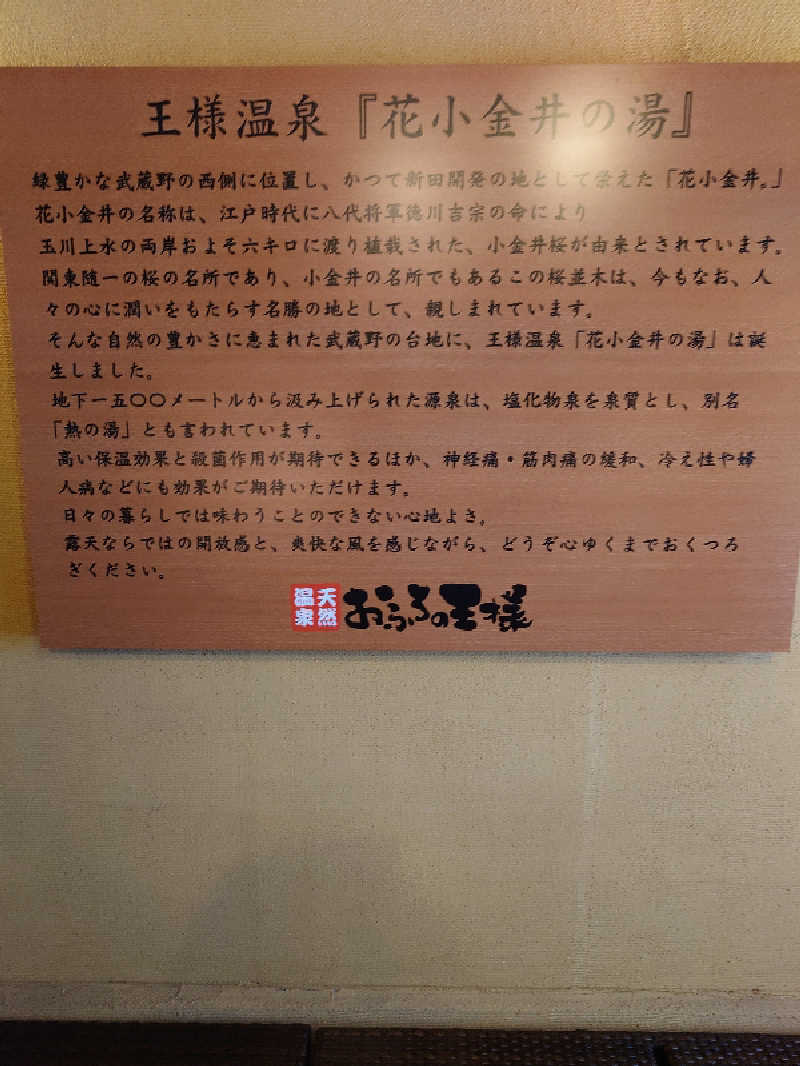 王様温泉『花小金井の湯』
緑豊かな武蔵野の西側に位置し、かつて新田開発の地として栄えた「花小金井。」
花小金井の名称は、江戸時代に八代将軍徳川吉宗の命により
玉川上水の両岸およそ六キロに渡り植栽された、小金井桜が由来とされています。
関東随一の桜の名所であり、小金井の名所でもあるこの桜並木は、今もなお、人
々の心に潤いをもたらす名勝の地として、親しまれています。
そんな自然の豊かさに恵まれた武蔵野の台地に、王様温泉「花小金井の湯」は誕
生しました。
地下一五〇〇メートルから汲み上げられた源泉は、塩化物泉を泉質とし、別名
「熱の湯」とも言われています。
高い保温効果と殺菌作用が期待できるほか、神経痛・筋肉痛の緩和、冷え性や婦
人病などにも効果がご期待いただけます。
日々の暮らしでは味わうことのできない心地よさ。
露天ならではの開放感と、爽快な風を感じながら、どうぞ心ゆくまでおくつろ
ぎください。
天然温泉 おふろの王様